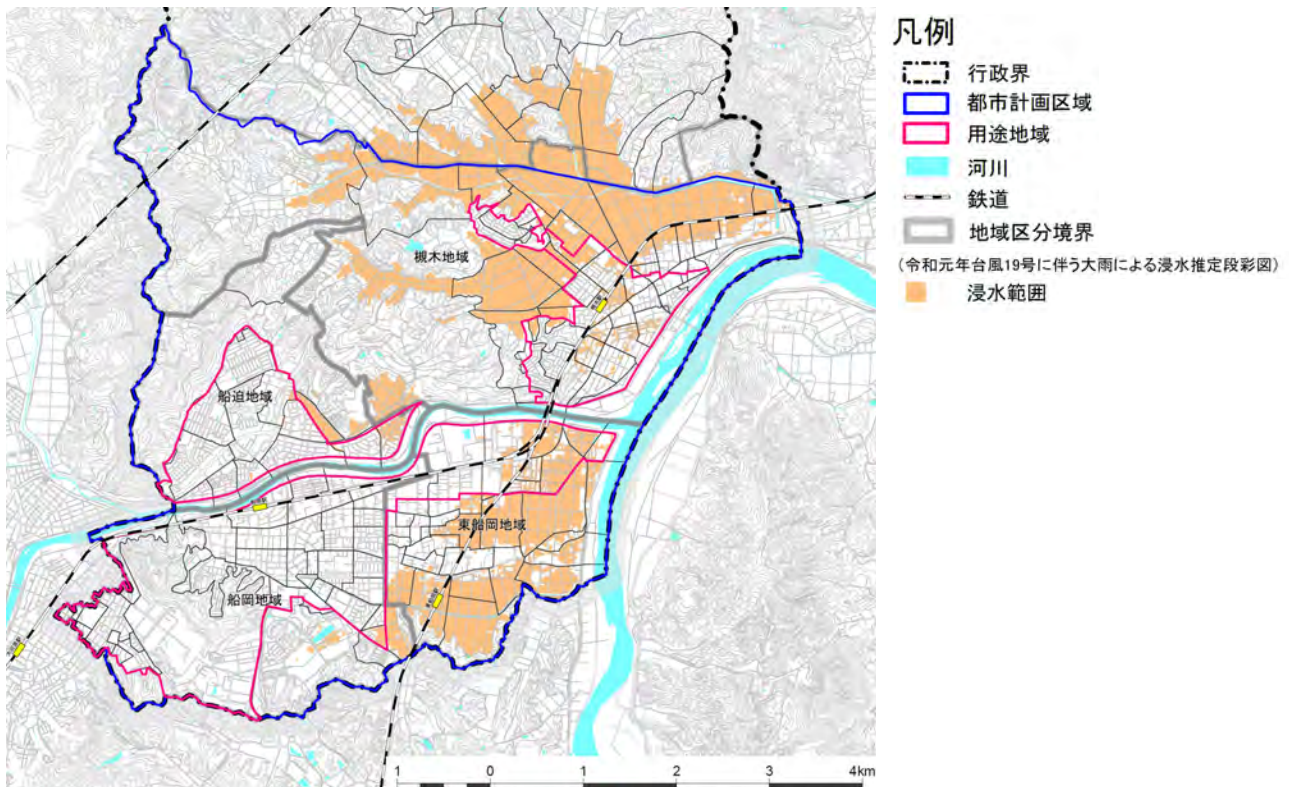 凡例
行政界
都市計画区域
用途地域
河川
鉄道
地域区分境界
(令和元年台風19号に伴う大雨による浸水推定段彩図)
浸水範囲
槻木地域
船迫地域
東船岡地域
船岡地域
1 0 1 2 3 4km